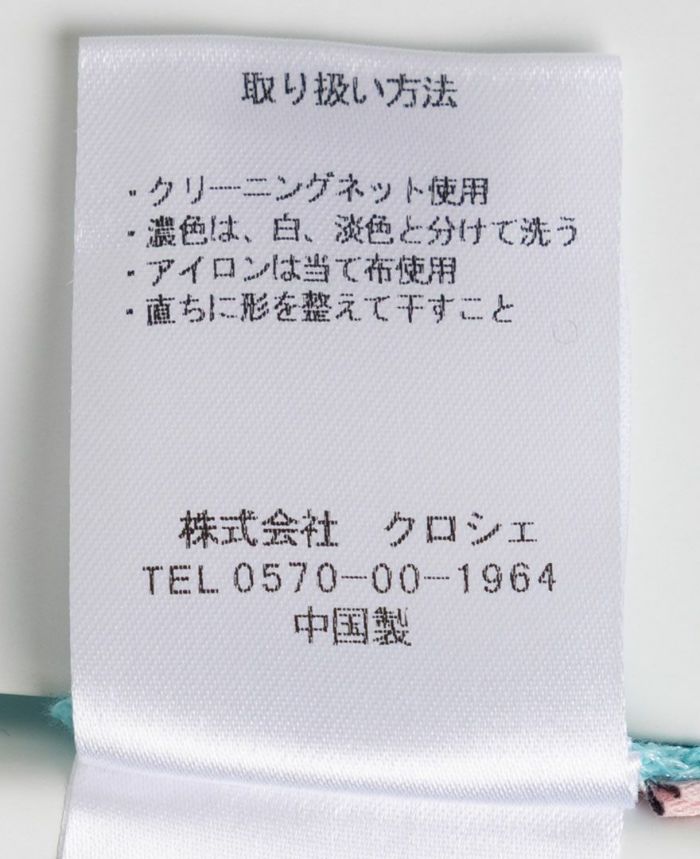 取り扱い方法
・クリーニングネット使用
・濃色は、白、淡色と分けて洗う
・アイロンは当て布使用
・直ちに形を整えて干すこと
株式会社　クロシェ
TEL 0570-00-1964
中国製